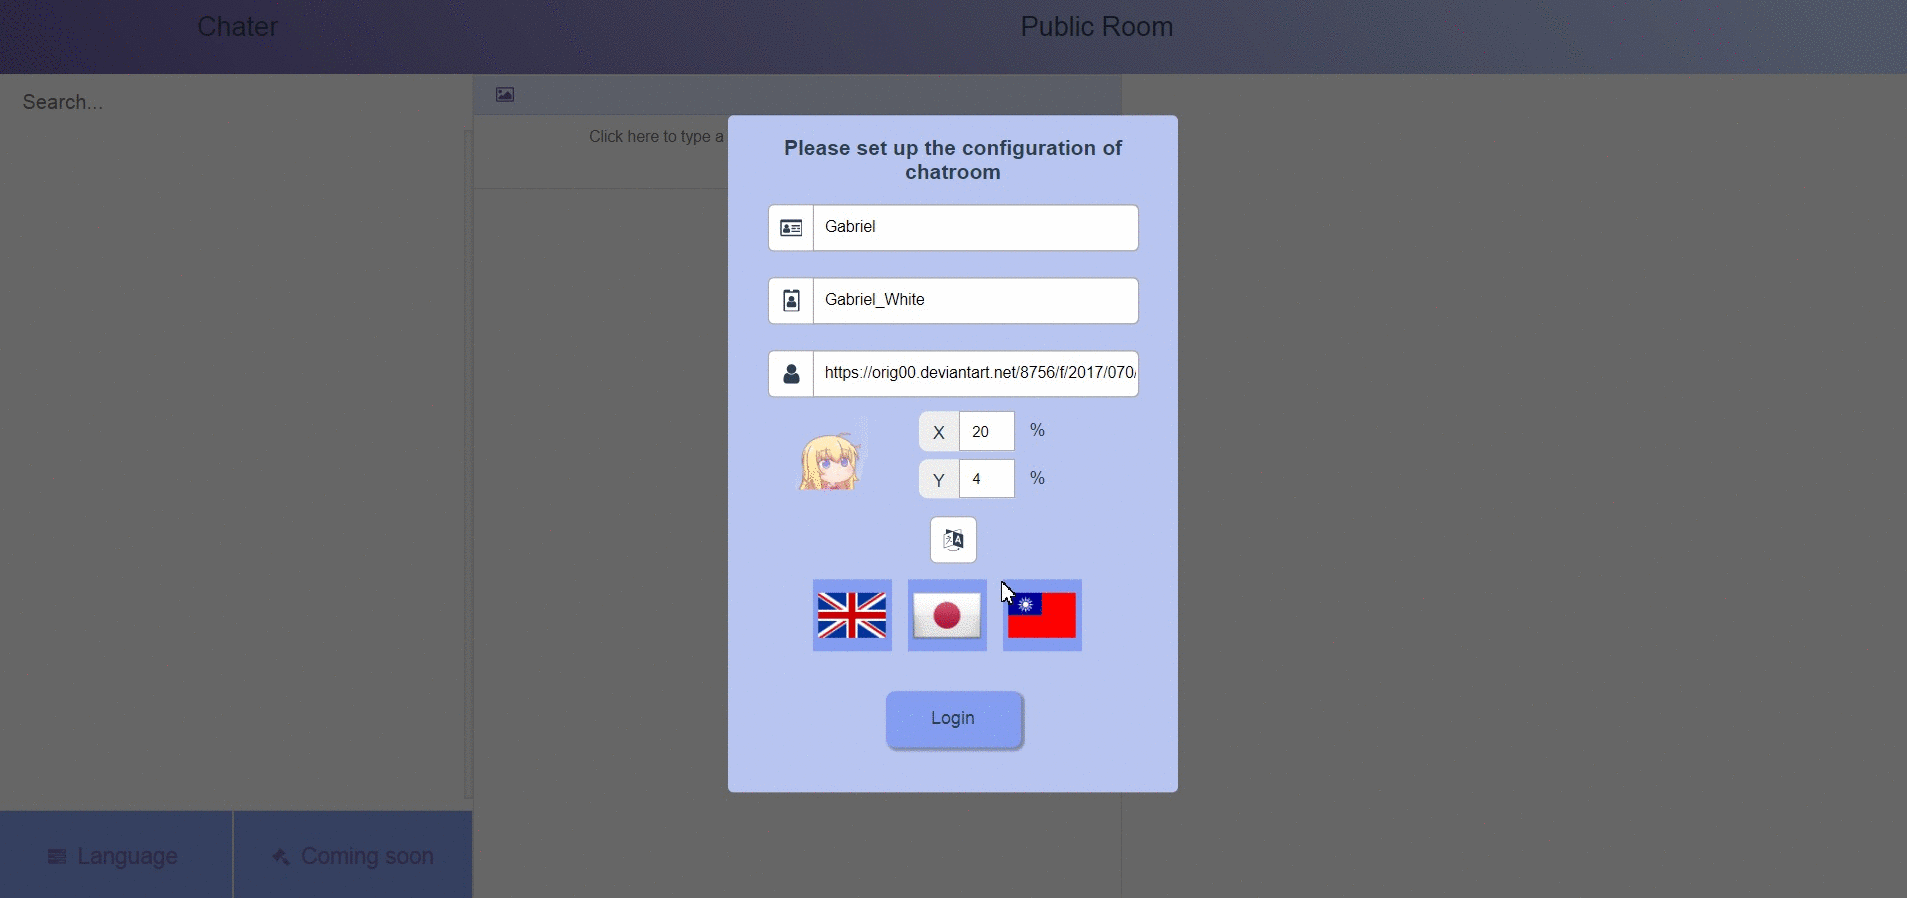 Chater
Public Room
Search...
Click here to type a
Please set up the configuration of
chatroom
Gabriel
Gabriel_White
https://orig00.deviantart.net/8756/f/2017/070/
X 20 %
Y 4 %
A
Login
Language
Coming soon